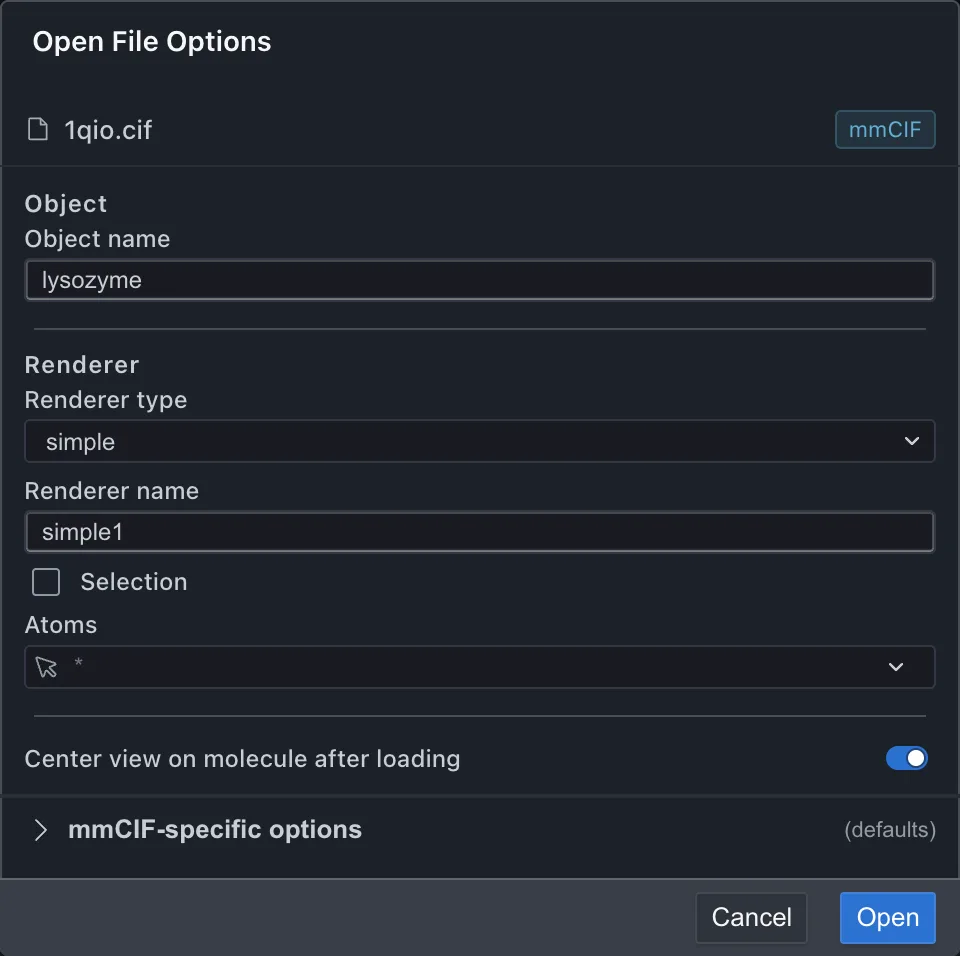 Open File Options
1qio.cif mmCIF
Object
Object name
lysozyme
Renderer
Renderer type
simple
Renderer name
simple1
Selection
Atoms
*
Center view on molecule after loading
mmCIF-specific options (defaults)
Cancel Open